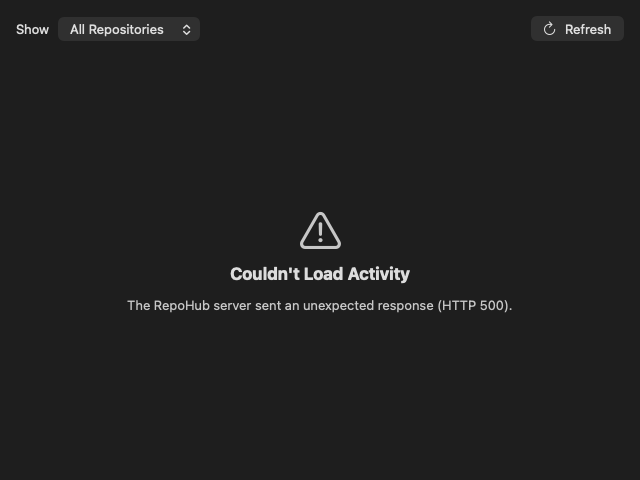 Show All Repositories Refresh
Couldn't Load Activity
The RepoHub server sent an unexpected response (HTTP 500).